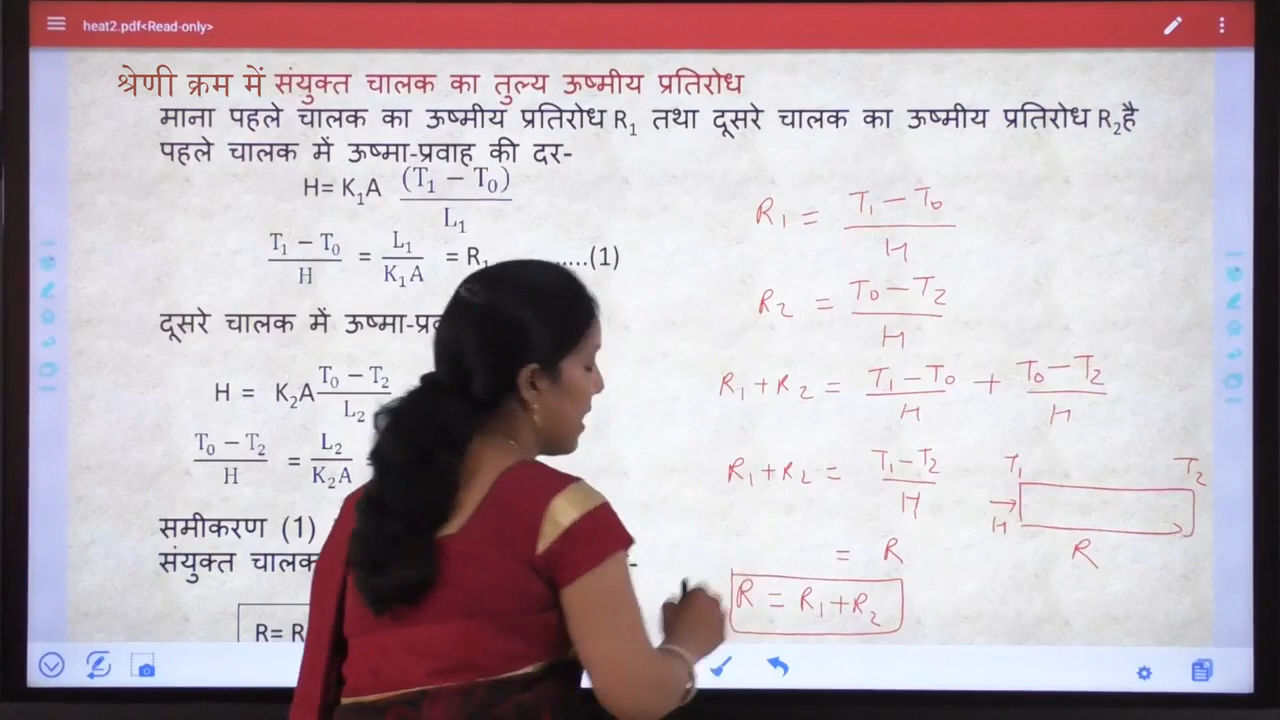 heat2.pdf<Read-only>
श्रेणी क्रम में संयुक्त चालक का तुल्य ऊष्मीय प्रतिरोध
माना पहले चालक का ऊष्मीय प्रतिरोध R₁ तथा दूसरे चालक का ऊष्मीय प्रतिरोध R₂है
पहले चालक में ऊष्मा-प्रवाह की दर-
H= K₁A (T₁ − T₀)/L₁
(T₁ − T₀)/H = L₁/K₁A = R₁ .....(1)
दूसरे चालक में
H = K₂A (T₀ − T₂)/L₂
(T₀ − T₂)/H = L₂/K₂A
समीकरण (1)
संयुक्त चालक
R= R
R₁ = (T₁ − T₀)/H
R₂ = (T₀ − T₂)/H
R₁ + R₂ = (T₁ − T₀)/H + (T₀ − T₂)/H
R₁ + R₂ = (T₁ − T₂)/H
= R
R = R₁ + R₂
T₁ T₂
H
R